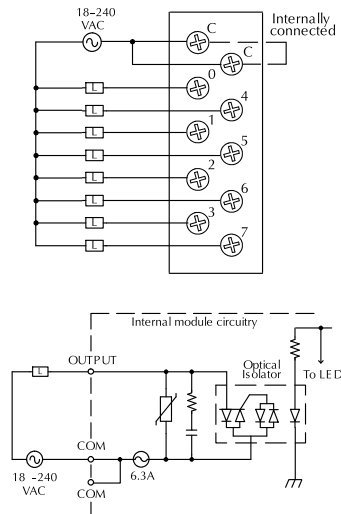 18-240
VAC
Internally
connected
C
C
0
4
1
5
2
6
3
7
L
L
L
L
L
L
L
L
Internal module circuitry
OUTPUT
Optical
Isolator
To LED
L
COM
COM
6.3A
18 -240
VAC